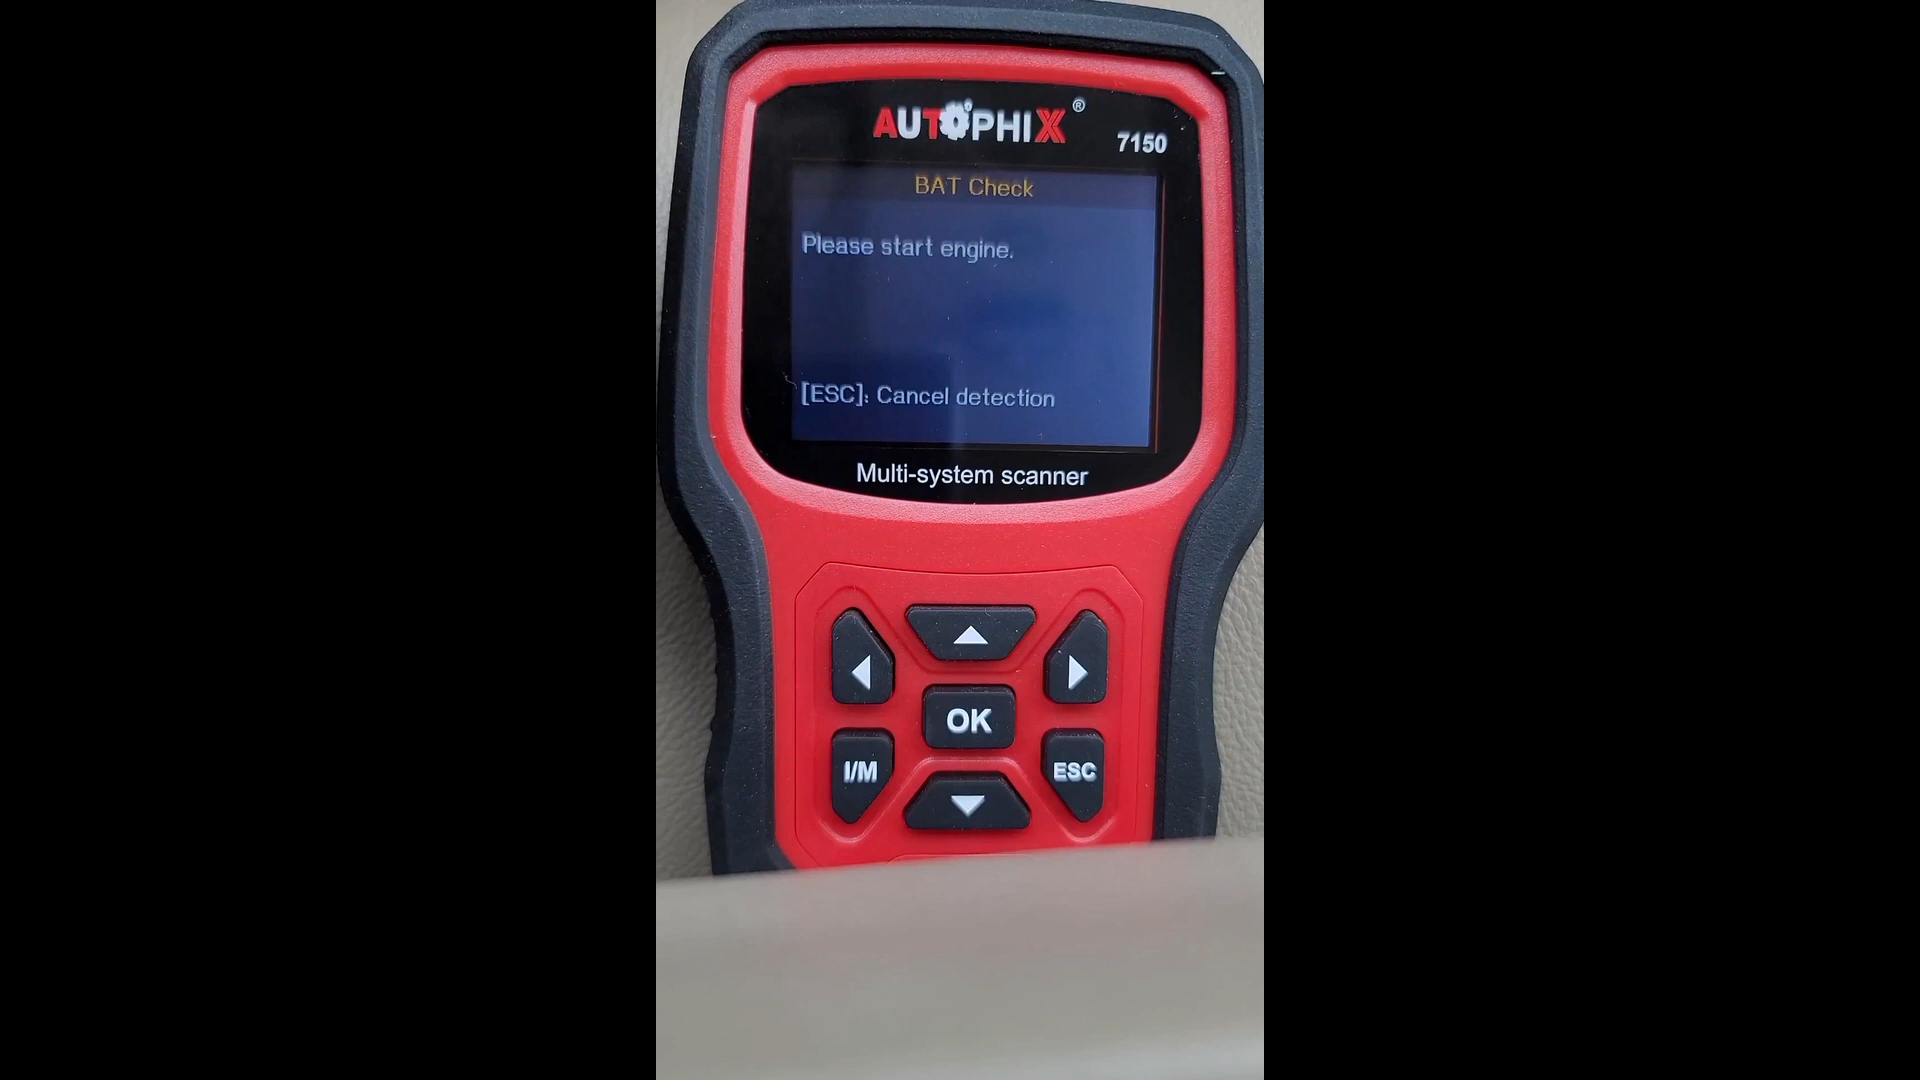 AUTOPHIX ®
7150
BAT Check
Please start engine.
[ESC]: Cancel detection
Multi-system scanner
OK
I/M
ESC